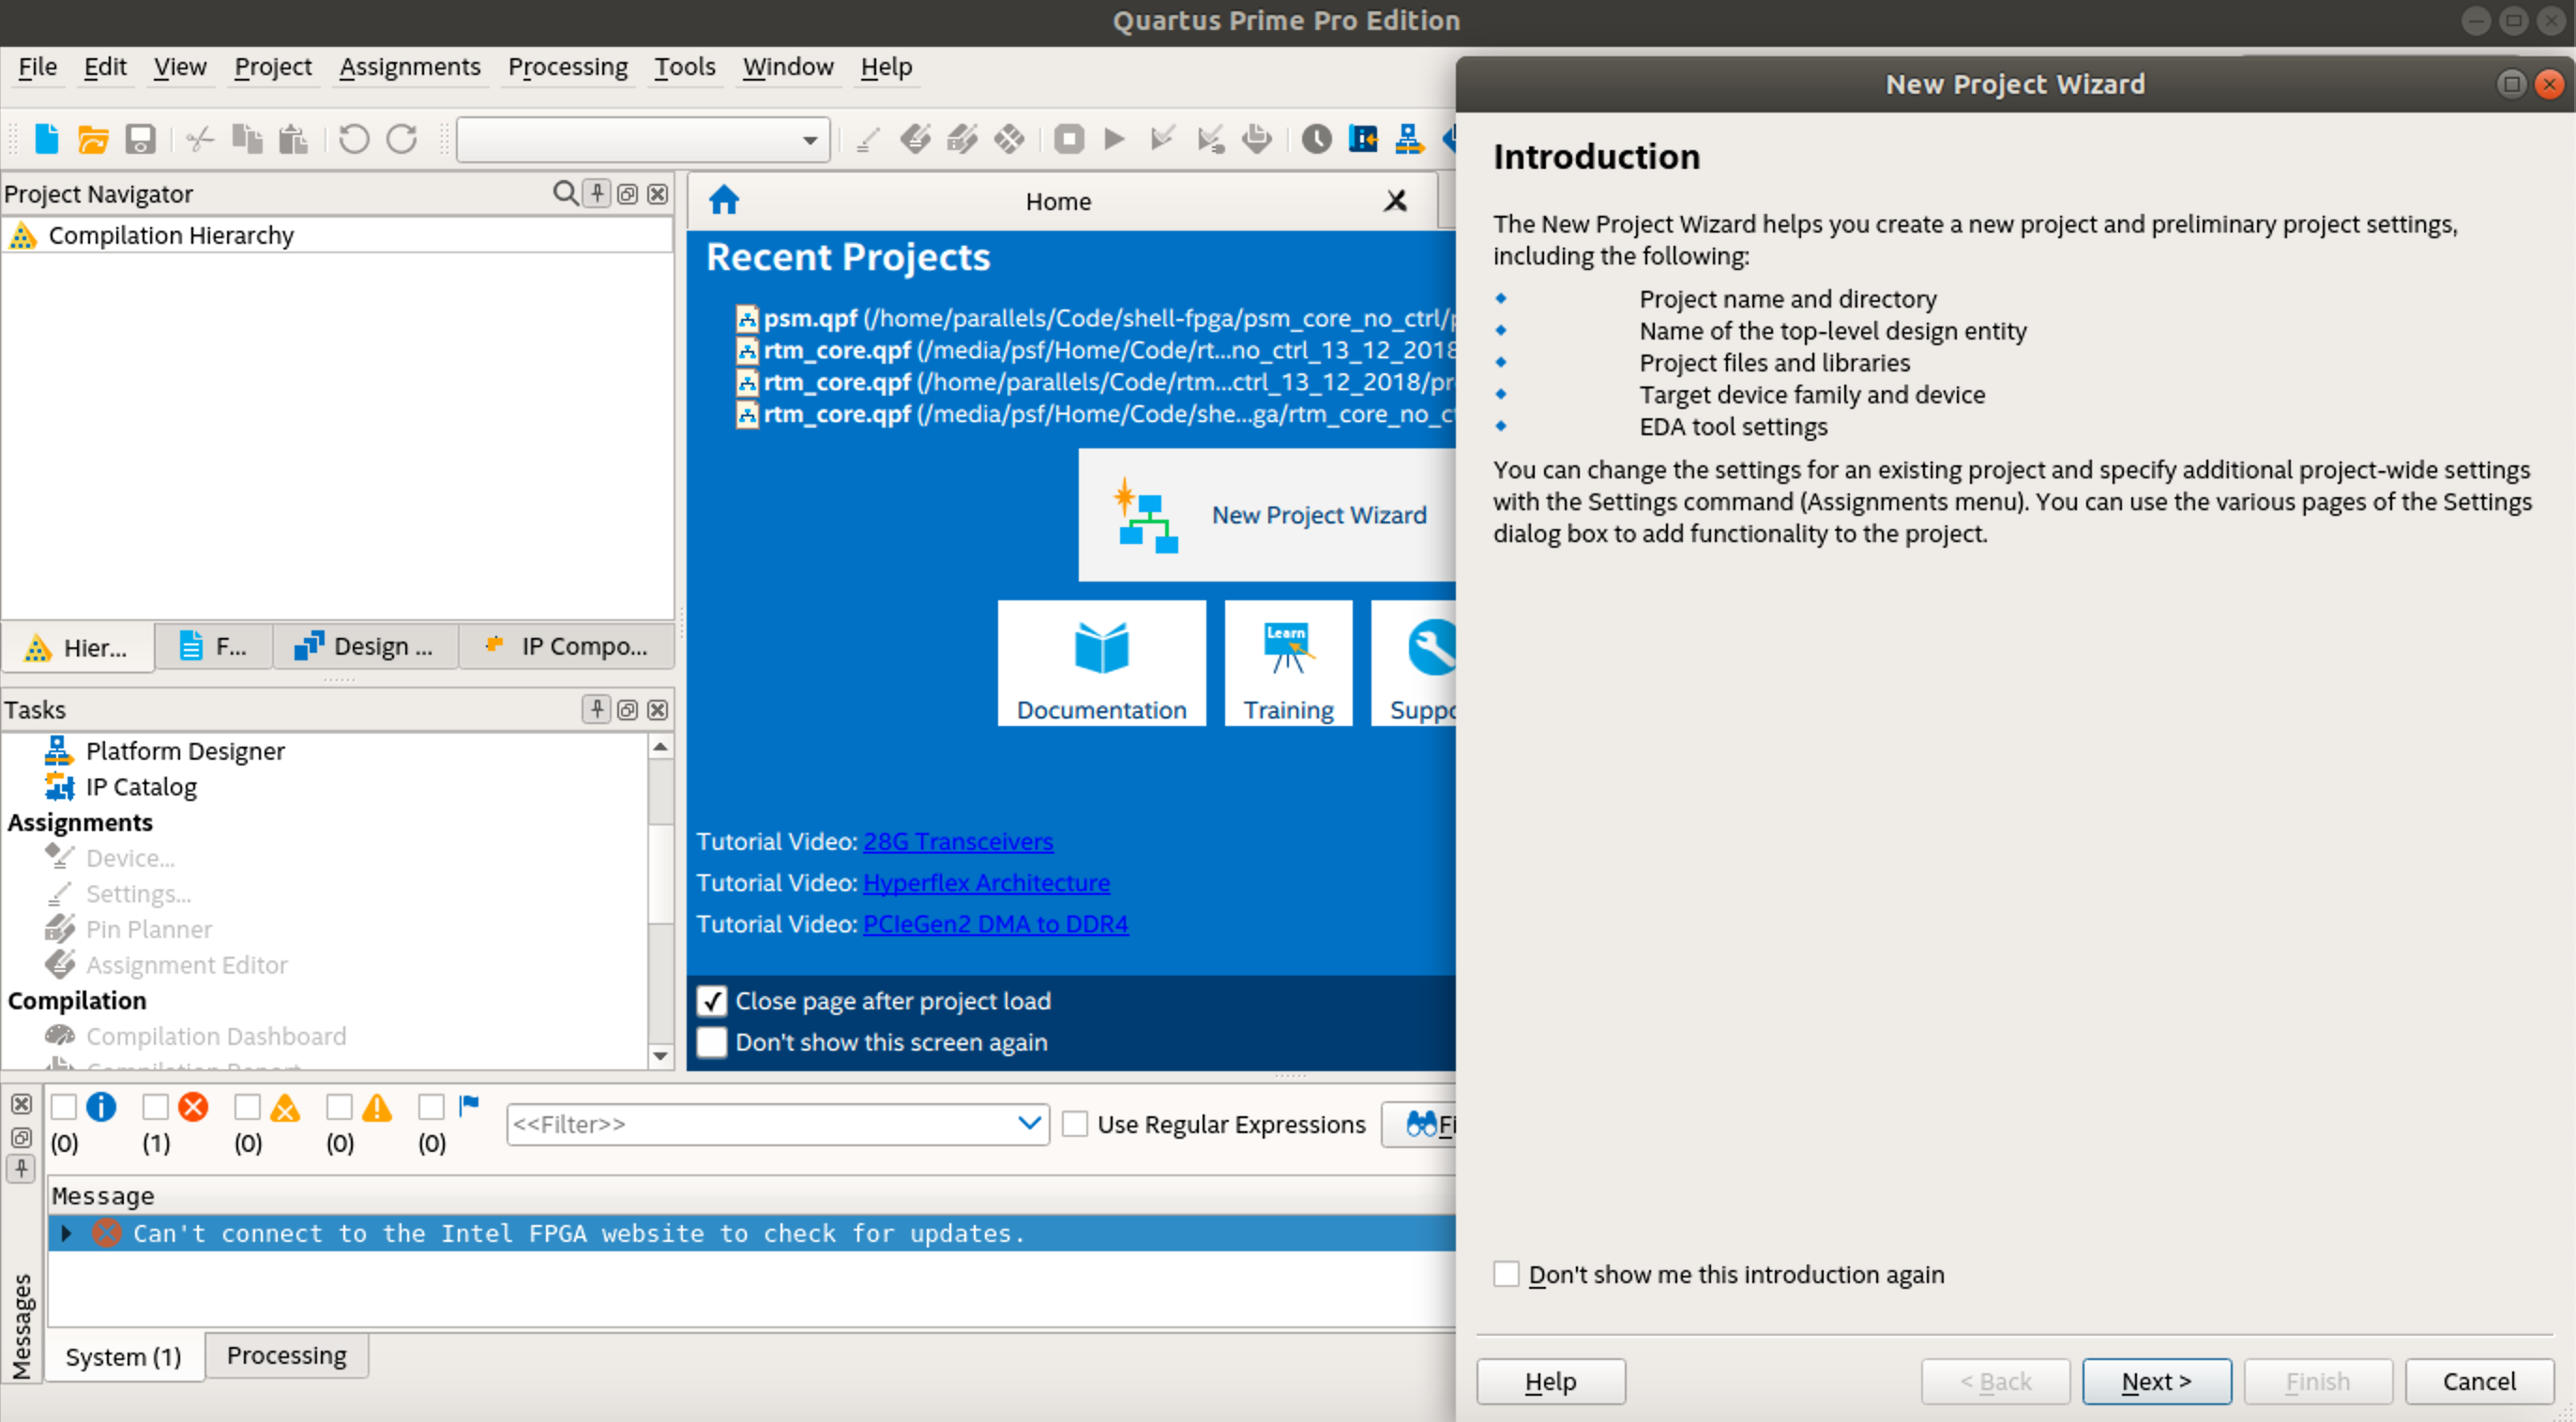 Quartus Prime Pro Edition
File Edit View Project Assignments Processing Tools Window Help
Project Navigator
Compilation Hierarchy
Hier... F... Design ... IP Compo...
Tasks
Platform Designer
IP Catalog
Assignments
Device...
Settings...
Pin Planner
Assignment Editor
Compilation
Compilation Dashboard
Compilation Report
Home
Recent Projects
psm.qpf (/home/parallels/Code/shell-fpga/psm_core_no_ctrl/p
rtm_core.qpf (/media/psf/Home/Code/rt...no_ctrl_13_12_2018
rtm_core.qpf (/home/parallels/Code/rtm...ctrl_13_12_2018/pr
rtm_core.qpf (/media/psf/Home/Code/she...ga/rtm_core_no_c
New Project Wizard
Learn
Documentation Training Suppo
Tutorial Video: 28G Transceivers
Tutorial Video: Hyperflex Architecture
Tutorial Video: PCIeGen2 DMA to DDR4
Close page after project load
Don't show this screen again
(0) (1) (0) (0) (0)
<<Filter>>
Use Regular Expressions
Fi
Message
Can't connect to the Intel FPGA website to check for updates.
Messages
System (1) Processing
New Project Wizard
Introduction
The New Project Wizard helps you create a new project and preliminary project settings,
including the following:
Project name and directory
Name of the top-level design entity
Project files and libraries
Target device family and device
EDA tool settings
You can change the settings for an existing project and specify additional project-wide settings
with the Settings command (Assignments menu). You can use the various pages of the Settings
dialog box to add functionality to the project.
Don't show me this introduction again
Help < Back Next > Finish Cancel